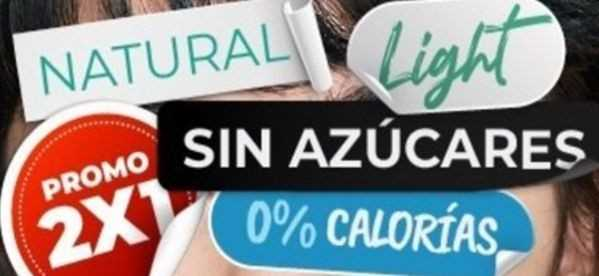 NATURAL
Light
SIN AZÚCARES
PROMO
2X1
0% CALORÍAS